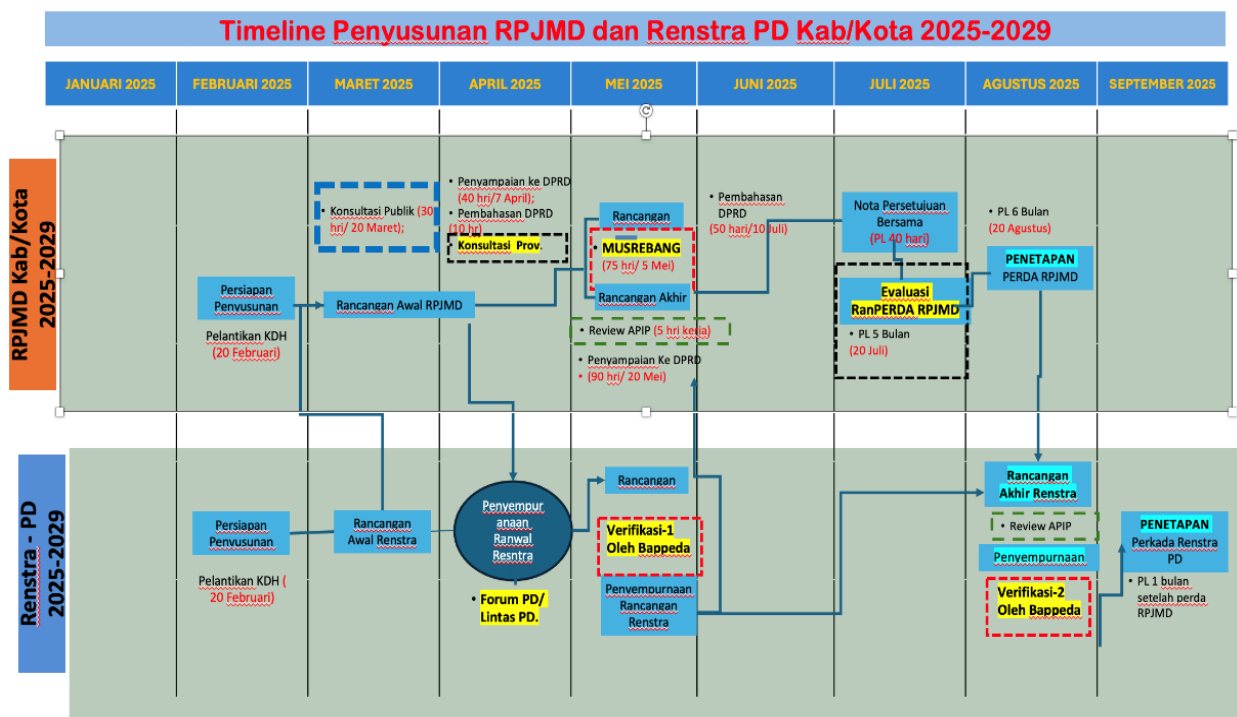 Timeline Penyusunan RPJMD dan Renstra PD Kab/Kota 2025-2029
JANUARI 2025
FEBRUARI 2025
MARET 2025
APRIL 2025
MEI 2025
JUNI 2025
JULI 2025
AGUSTUS 2025
SEPTEMBER 2025
RPJMD Kab/Kota
2025-2029
Persiapan
Penyusunan
Pelantikan KDH
(20 Februari)
• Konsultasi Publik (30
hri/ 20 Maret);
Rancangan Awal RPJMD
• Penyampaian ke DPRD
(40 hri/7 April);
• Pembahasan DPRD
(10 hr)
• Konsultasi Prov.
Rancangan
• MUSREBANG
(75 hri/ 5 Mei)
Rancangan Akhir
• Review APIP (5 hri kerja)
• Penyampaian Ke DPRD
• (90 hri/ 20 Mei)
• Pembahasan
DPRD
(50 hari/10 Juli)
Nota Persetujuan
Bersama
(PL 40 hari)
Evaluasi
RanPERDA RPJMD
• PL 5 Bulan
(20 Juli)
• PL 6 Bulan
(20 Agustus)
PENETAPAN
PERDA RPJMD
Renstra - PD
2025-2029
Persiapan
Penyusunan
Pelantikan KDH (
20 Februari)
Rancangan
Awal Renstra
Penyempur
anaan
Ranwal
Resntra
• Forum PD/
Lintas PD.
Rancangan
Verifikasi-1
Oleh Bappeda
Penyempurnaan
Rancangan
Renstra
Rancangan
Akhir Renstra
• Review APIP
Penyempurnaan
Verifikasi-2
Oleh Bappeda
PENETAPAN
Perkada Renstra
PD
• PL 1 bulan
setelah perda
RPJMD